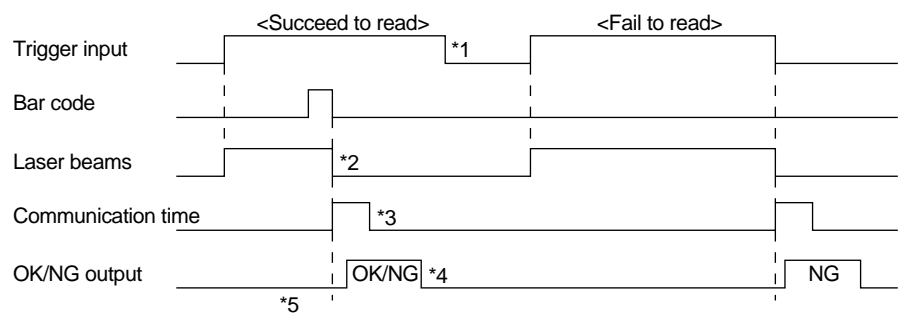 <Succeed to read> <Fail to read>
Trigger input *1
Bar code
Laser beams *2
Communication time *3
OK/NG output OK/NG *4 NG
*5